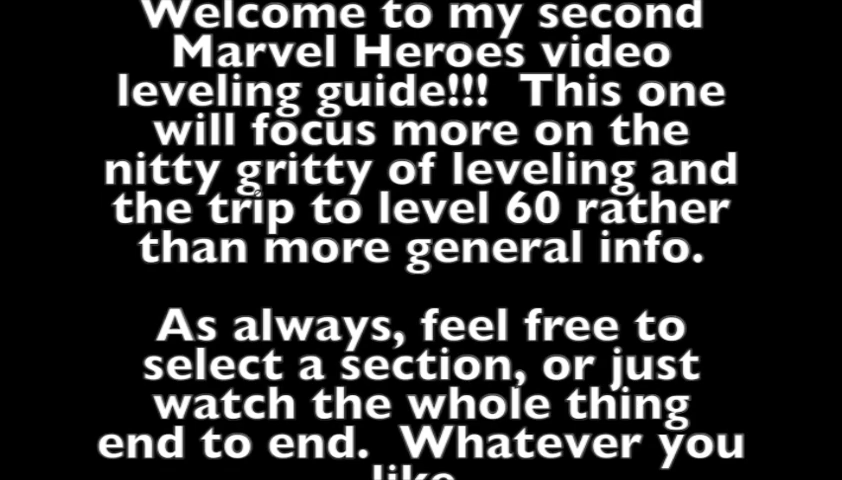 Welcome to my second
Marvel Heroes video
leveling guide!!!  This one
will focus more on the
nitty gritty of leveling and
the trip to level 60 rather
than more general info.
As always, feel free to
select a section, or just
watch the whole thing
end to end.  Whatever you
like